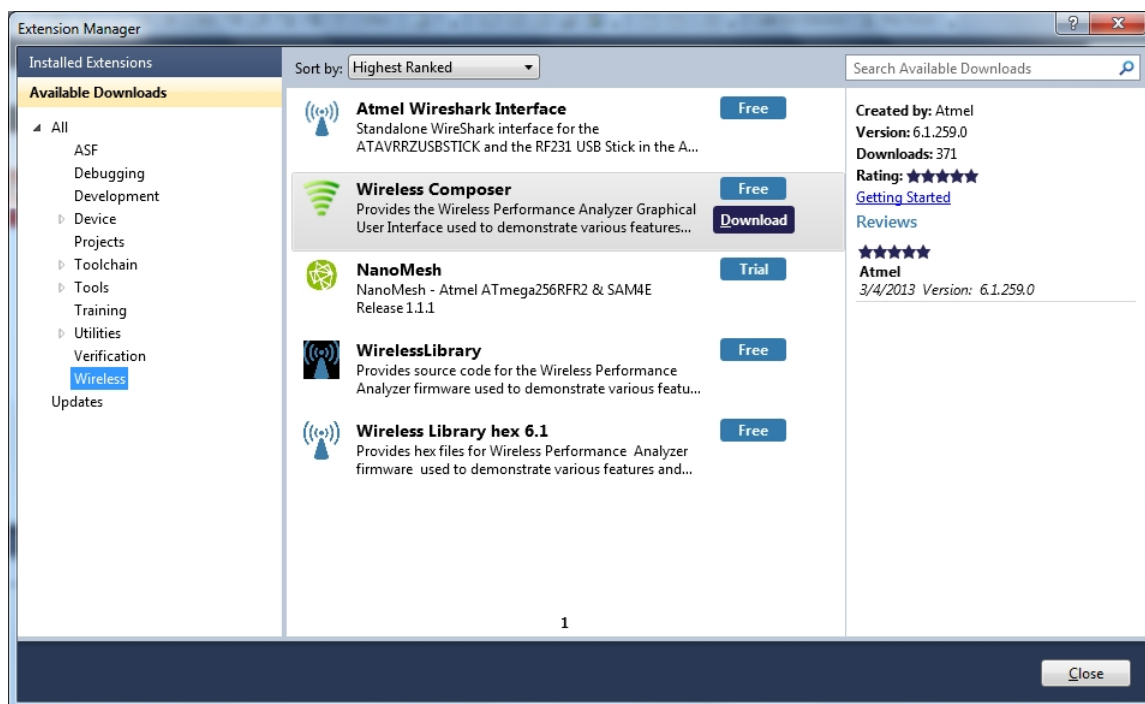 Extension Manager
Installed Extensions
Available Downloads
All
ASF
Debugging
Development
Device
Projects
Toolchain
Tools
Training
Utilities
Verification
Wireless
Updates
Sort by: Highest Ranked
Atmel Wireshark Interface
Free
Standalone WireShark interface for the
ATAVRRZUSBSTICK and the RF231 USB Stick in the A...
Wireless Composer
Free
Provides the Wireless Performance Analyzer Graphical
User Interface used to demonstrate various features...
Download
NanoMesh
Trial
NanoMesh - Atmel ATmega256RFR2 & SAM4E
Release 1.1.1
WirelessLibrary
Free
Provides source code for the Wireless Performance
Analyzer firmware used to demonstrate various featu...
Wireless Library hex 6.1
Free
Provides hex files for Wireless Performance Analyzer
firmware used to demonstrate various features and...
1
Search Available Downloads
Created by: Atmel
Version: 6.1.259.0
Downloads: 371
Rating: ★★★★★
Getting Started
Reviews
★★★★★
Atmel
3/4/2013 Version: 6.1.259.0
Close